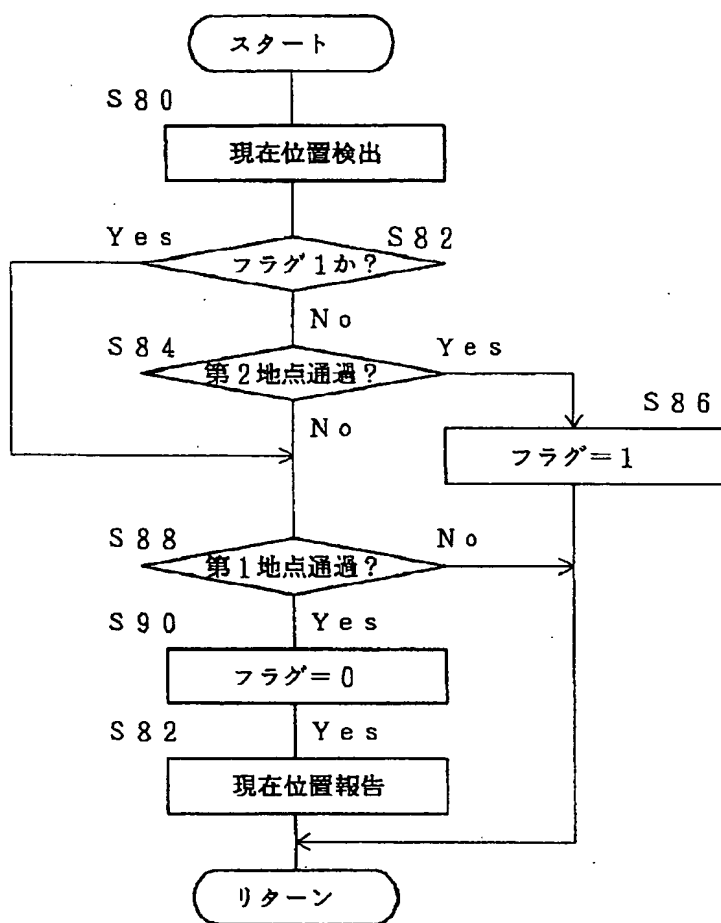 スタート
S80
現在位置検出
Yes
S82
フラグ1か?
No
S84
第2地点通過?
Yes
No
S86
フラグ=1
S88
第1地点通過?
No
S90
Yes
フラグ=0
S82
Yes
現在位置報告
リターン